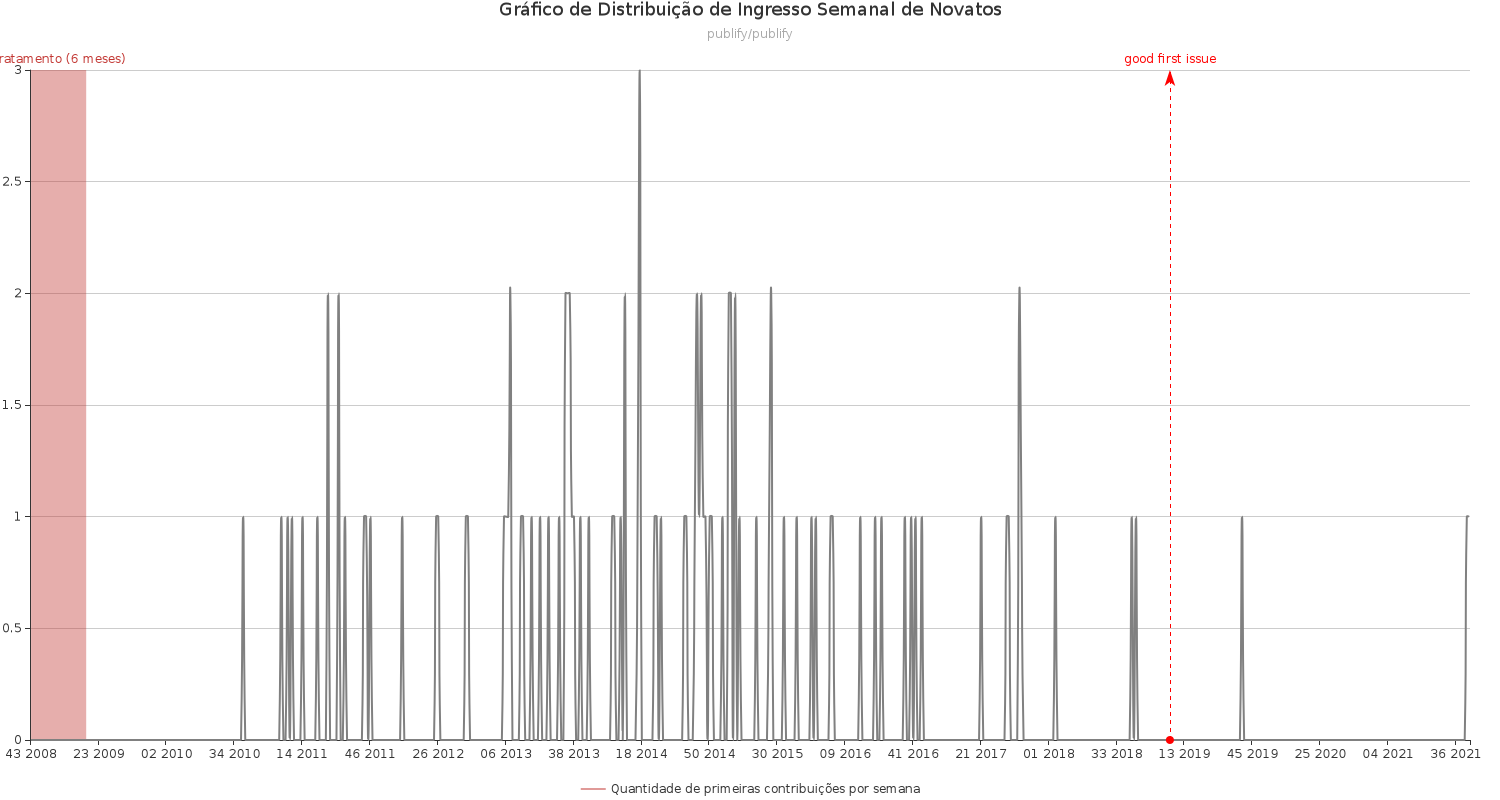 Gráfico de Distribuição de Ingresso Semanal de Novatos
publify/publify
ratamento (6 meses)
good first issue
3
2.5
2
1.5
1
0.5
0
43 2008 23 2009 02 2010 34 2010 14 2011 46 2011 26 2012 06 2013 38 2013 18 2014 50 2014 30 2015 09 2016 41 2016 21 2017 01 2018 33 2018 13 2019 45 2019 25 2020 04 2021 36 2021
Quantidade de primeiras contribuições por semana